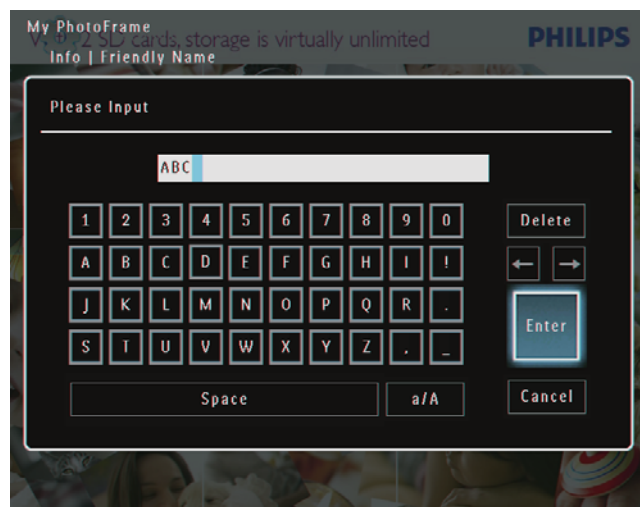 My PhotoFrame
2 SD cards, storage is virtually unlimited
PHILIPS
Info | Friendly Name
Please Input
ABC
1 2 3 4 5 6 7 8 9 0 Delete
A B C D E F G H I ! ← →
J K L M N O P Q R . Enter
S T U V W X Y Z , _
Space a/A Cancel